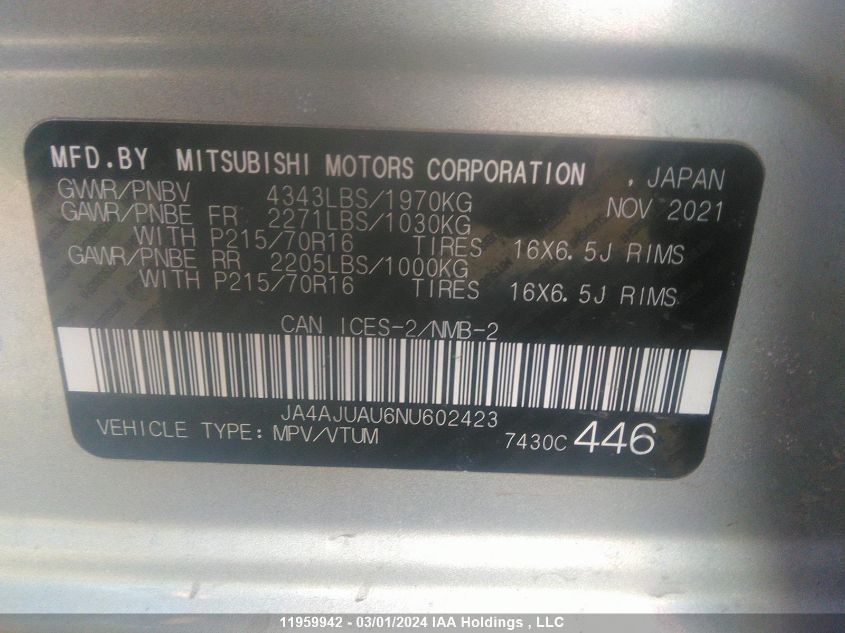 MFD.BY MITSUBISHI MOTORS CORPORATION , JAPAN
GVWR/PNBV 4343LBS/1970KG NOV 2021
GAWR/PNBE FR 2271LBS/1030KG
WITH P215/70R16 TIRES 16X6.5J RIMS
GAWR/PNBE RR 2205LBS/1000KG
WITH P215/70R16 TIRES 16X6.5J RIMS
CAN ICES-2/NMB-2
JA4AJUAU6NU602423
VEHICLE TYPE: MPV/VTUM 7430C 446
11959942 - 03/01/2024 IAA Holdings , LLC